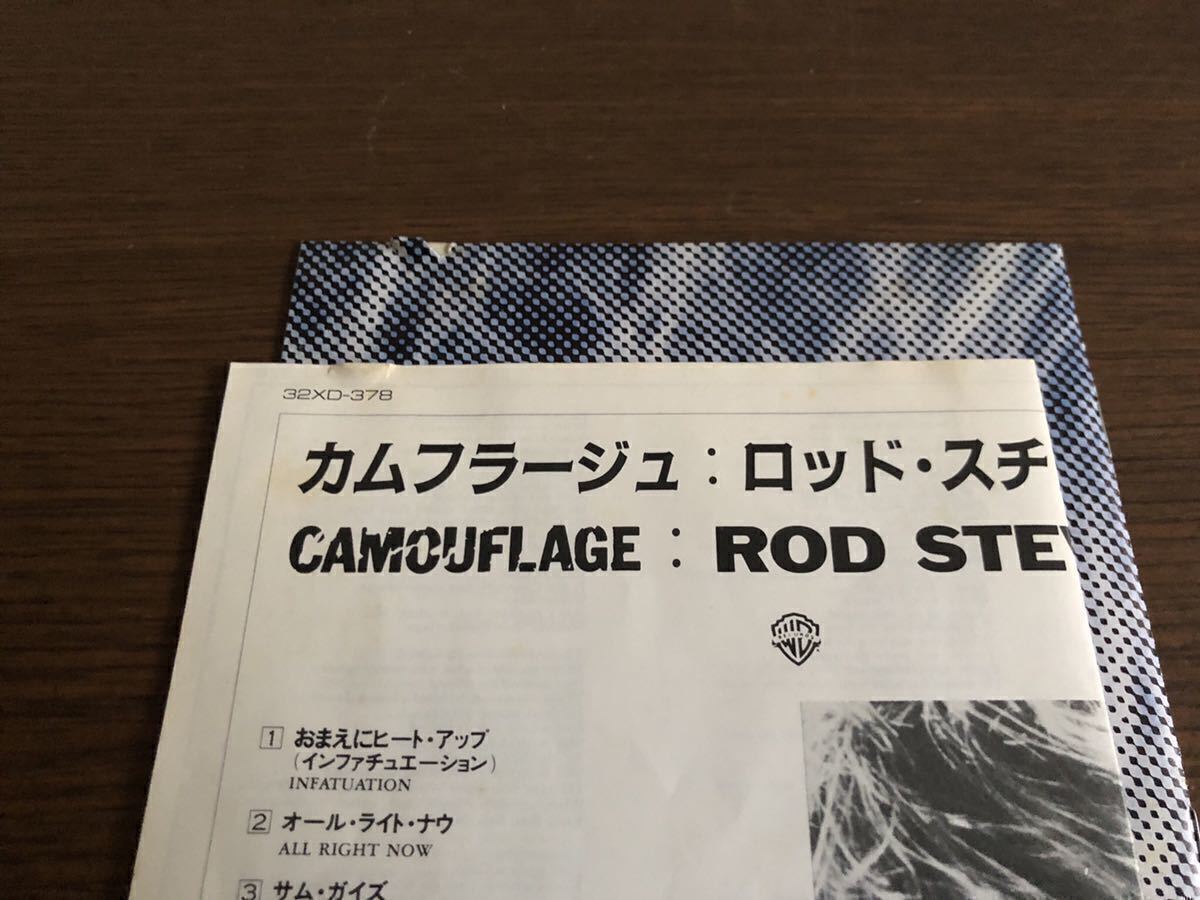 32XD-378
カムフラージュ：ロッド・スチ
CAMOUFLAGE : ROD STE
1 おまえにヒート・アップ
(インファチュエーション)
INFATUATION
2 オール・ライト・ナウ
ALL RIGHT NOW
3 サム・ガイズ